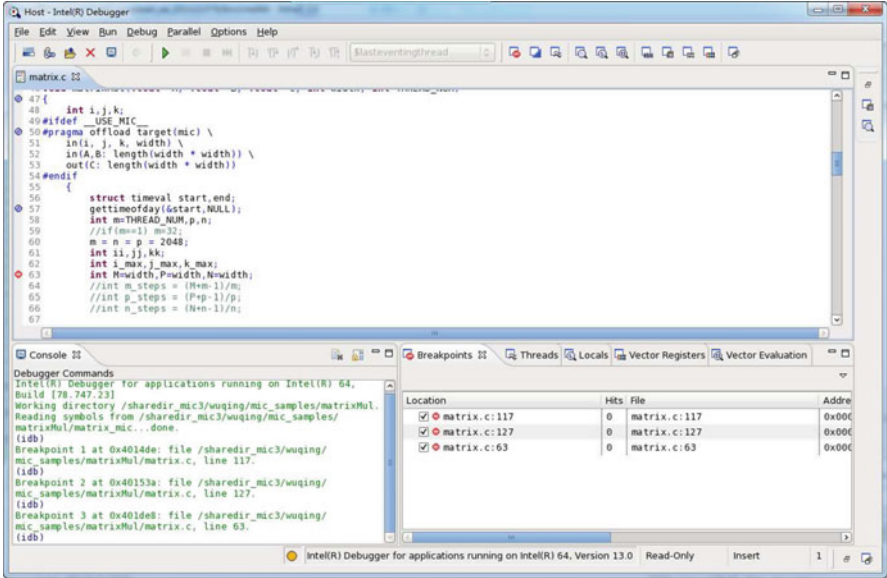 Host - Intel(R) Debugger
File Edit View Run Debug Parallel Options Help
$lasteventingthread
matrix.c
47 {
48 int i,j,k;
49 #ifdef __USE_MIC__
50 #pragma offload target(mic) \
51 in(i, j, k, width) \
52 in(A,B: length(width * width)) \
53 out(C: length(width * width))
54 #endif
55 {
56 struct timeval start,end;
57 gettimeofday(&start,NULL);
58 int m=THREAD_NUM,p,n;
59 //if(m==1) m=32;
60 m = n = p = 2048;
61 int ii,jj,kk;
62 int i_max,j_max,k_max;
63 int M=width,P=width,N=width;
64 //int m_steps = (M+m-1)/m;
65 //int p_steps = (P+p-1)/p;
66 //int n_steps = (N+n-1)/n;
67
Console
Debugger Commands
Intel(R) Debugger for applications running on Intel(R) 64,
Build [78.747.23]
Working directory /sharedir_mic3/wuqing/mic_samples/matrixMul.
Reading symbols from /sharedir_mic3/wuqing/mic_samples/
matrixMul/matrix_mic...done.
(idb)
Breakpoint 1 at 0x4014de: file /sharedir_mic3/wuqing/
mic_samples/matrixMul/matrix.c, line 117.
(idb)
Breakpoint 2 at 0x40153a: file /sharedir_mic3/wuqing/
mic_samples/matrixMul/matrix.c, line 127.
(idb)
Breakpoint 3 at 0x401de8: file /sharedir_mic3/wuqing/
mic_samples/matrixMul/matrix.c, line 63.
(idb)
Breakpoints Threads Locals Vector Registers Vector Evaluation
Location Hits File Addre
matrix.c:117 0 matrix.c:117 0x000
matrix.c:127 0 matrix.c:127 0x000
matrix.c:63 0 matrix.c:63 0x000
Intel(R) Debugger for applications running on Intel(R) 64, Version 13.0 Read-Only Insert 1